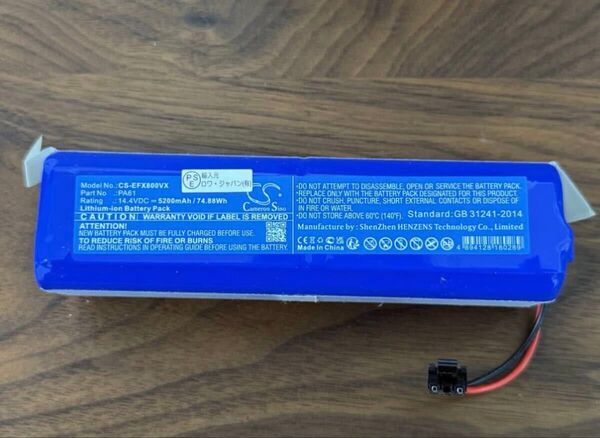 Model No.: CS-EFX800VX
Part No :PA61
Rating .: 14.4VDC 5200mAh / 74.88Wh
Lithium-ion Battery Pack
CAUTION! WARRANTY VOID IF LABEL IS REMOVED
ATTENTION!
NEW BATTERY PACK MUST BE FULLY CHARGED BEFORE USE.
TO REDUCE RISK OF FIRE OR BURNS
READ INSTRUCTIONS IN OPERATING GUIDE BEFORE USING THE BATTERY.
PSE
輸入元
ロワ・ジャパン(有)
CS
Cameron Sino
•DO NOT ATTEMPT TO DISASSEMBLE, OPEN OR SERVICE BATTERY PACK.
•REPLACE ONLY WITH THE BATTERY PACK DESIGNATED FOR THIS PRODUCT.
•DO NOT CRUSH, PUNCTURE, SHORT EXTERNAL CONTACTS OR DISPOSE OF
IN FIRE OR WATER.
•DO NOT STORE ABOVE 60°C (140°F).
Standard:GB 31241-2014
Manufacture by : ShenZhen HENZENS Technology Co., Limited
Made in China
4 894128 180289